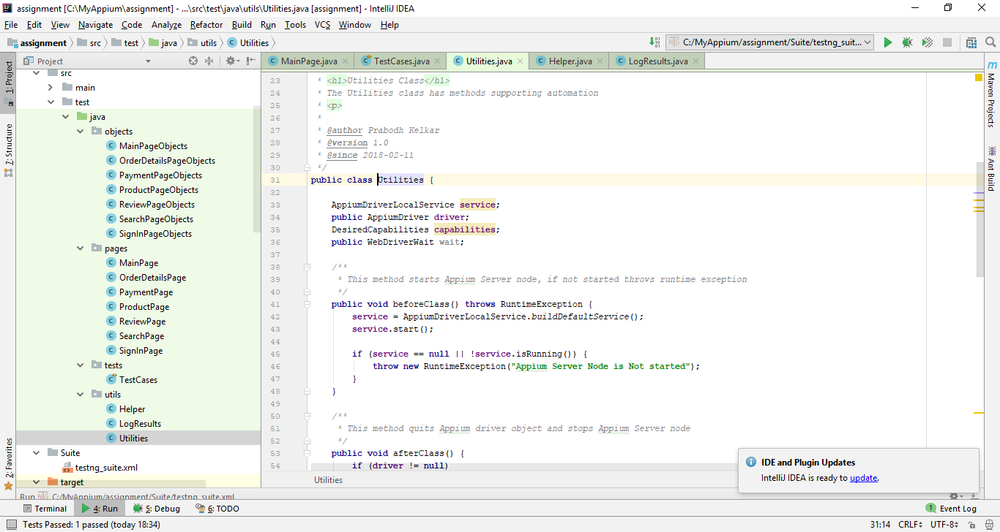 assignment [C:\MyAppium\assignment] - ...\src\test\java\utils\Utilities.java [assignment] - IntelliJ IDEA
File Edit View Navigate Code Analyze Refactor Build Run Tools VCS Window Help
assignment src test java utils Utilities
C:/MyAppium/assignment/Suite/testng_suit...
Project
MainPage.java TestCases.java Utilities.java Helper.java LogResults.java
1: Project
7: Structure
2: Favorites
src
main
test
java
objects
MainPageObjects
OrderDetailsPageObjects
PaymentPageObjects
ProductPageObjects
ReviewPageObjects
SearchPageObjects
SignInPageObjects
pages
MainPage
OrderDetailsPage
PaymentPage
ProductPage
ReviewPage
SearchPage
SignInPage
tests
TestCases
utils
Helper
LogResults
Utilities
Suite
testng_suite.xml
target
23 * <h1>Utilities Class</h1>
24 * The Utilities class has methods supporting automation
25 * <p>
26 *
27 * @author Prabodh Kelkar
28 * @version 1.0
29 * @since 2018-02-11
30 */
31 public class Utilities {
32
33 AppiumDriverLocalService service;
34 public AppiumDriver driver;
35 DesiredCapabilities capabilities;
36 public WebDriverWait wait;
37
38 /**
39 * This method starts Appium Server node, if not started throws runtime exception
40 */
41 public void beforeClass() throws RuntimeException {
42 service = AppiumDriverLocalService.buildDefaultService();
43 service.start();
44
45 if (service == null || !service.isRunning()) {
46 throw new RuntimeException("Appium Server Node is Not started");
47 }
48 }
49
50 /**
51 * This method quits Appium driver object and stops Appium Server node
52 */
53 public void afterClass() {
54 if (driver != null)
Utilities
Maven Projects
Ant Build
IDE and Plugin Updates
IntelliJ IDEA is ready to update.
Run C:/MyAppium/assignment/Suite/testng_suite.xml
Terminal 4: Run 5: Debug 6: TODO 1 Event Log
Tests Passed: 1 passed (today 18:34) 31:14 CRLF UTF-8